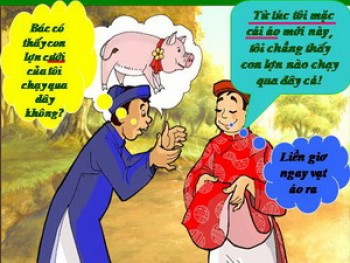 Bác có
thấy con
lợn cưới
của tôi
chạy qua
đây
không?
Từ lúc tôi mặc
cái áo mới này,
tôi chẳng thấy
con lợn nào chạy
qua đây cả!
Liền giơ
ngay vạt
áo ra